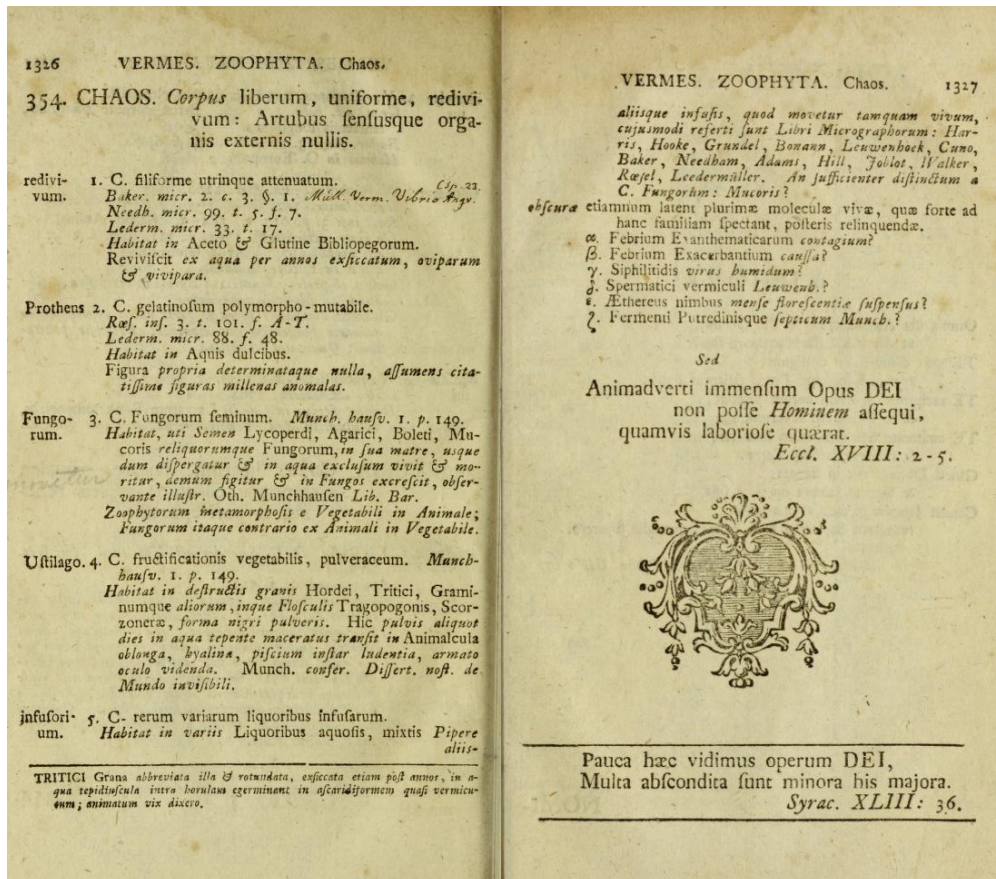 1326 VERMES. ZOOPHYTA. Chaos.
354. CHAOS. Corpus liberum, uniforme, redivi-
vum: Artubus ſenſusque orga-
nis externis nullis.
redivi- 1. C. filiforme utrinque attenuatum.
vum. Baker. micr. 2. c. 3. §. 1. Müll. Verm. Vibrio
Needh. micr. 99. t. 5. f. 7.
Lederm. micr. 33. t. 17.
Habitat in Aceto & Glutine Bibliopegorum.
Reviviſcit ex aqua per annos exſiccatum, oviparum
& vivipara.
Protheus 2. C. gelatinoſum polymorpho-mutabile.
Rœſ. inſ. 3. t. 101. f. A-T.
Lederm. micr. 88. f. 48.
Habitat in Aquis dulcibus.
Figura propria determinataque nulla, aſſumens cita-
tiſſime figuras millenas anomalas.
Fungo- 3. C. Fungorum ſeminum. Munch. hauſv. 1. p. 149.
rum. Habitat, uti Semen Lycoperdi, Agarici, Boleti, Mu-
coris reliquorumque Fungorum, in ſua matre, usque
dum diſpergatur & in aqua excluſum vivit & mo-
ritur, demum figitur & in Fungos excreſcit, obſer-
vante illuſtr. Oth. Munchhauſen Lib. Bar.
Zoophytorum metamorphoſis e Vegetabili in Animale;
Fungorum itaque contrario ex Animali in Vegetabile.
Uſtilago. 4. C. fructificationis vegetabilis, pulveraceum. Munch-
hauſv. 1. p. 149.
Habitat in deſtructis granis Hordei, Tritici, Grami-
numque aliorum, inque Floſculis Tragopogonis, Scor-
zoneræ, forma nigri pulveris. Hic pulvis aliquot
dies in aqua tepente maceratus tranſit in Animalcula
oblonga, hyalina, piſcium inſtar ludentia, armato
oculo videnda. Munch. confer. Diſſert. noſt. de
Mundo inviſibili.
infuſori- 5. C. rerum variarum liquoribus infuſarum.
um. Habitat in variis Liquoribus aquoſis, mixtis Pipere
aliis-
TRITICI Grana abbreviata illa & rotundata, exſiccata etiam poſt annos, in a-
qua tepidiuſcula intra horulam egerminant in aſcaridiformem quaſi vermicu-
lum; animatum vix dixero.
VERMES. ZOOPHYTA. Chaos. 1327
aliisque infuſis, quod movetur tamquam vivum,
cujusmodi referti ſunt Libri Micrographorum: Har-
ris, Hooke, Grundel, Bonann, Leuwenhoek, Cuno,
Baker, Needham, Adams, Hill, Joblot, Walker,
Rœſel, Leedermüller. An ſufficienter diſtinctum a
C. Fungorum: Mucoris?
obſcuræ etiamnum latent plurimæ moleculæ vivæ, quæ forte ad
hanc familiam ſpectant, poſteris relinquendæ.
α. Febrium Exanthematicarum contagium?
β. Febrium Exacerbantium cauſſa?
γ. Siphilitidis virus humidum?
δ. Spermatici vermiculi Leuwenh.?
ε. Æthereus nimbus menſe floreſcentiæ ſuſpenſus?
ζ. Fermenti Putredinisque ſepticum Munch.?
Sed
Animadverti immenſum Opus DEI
non poſſe Hominem aſſequi,
quamvis laborioſe quærat.
Eccl. XVIII: 2-5.
Pauca hæc vidimus operum DEI,
Multa abſcondita ſunt minora his majora.
Syrac. XLIII: 36.